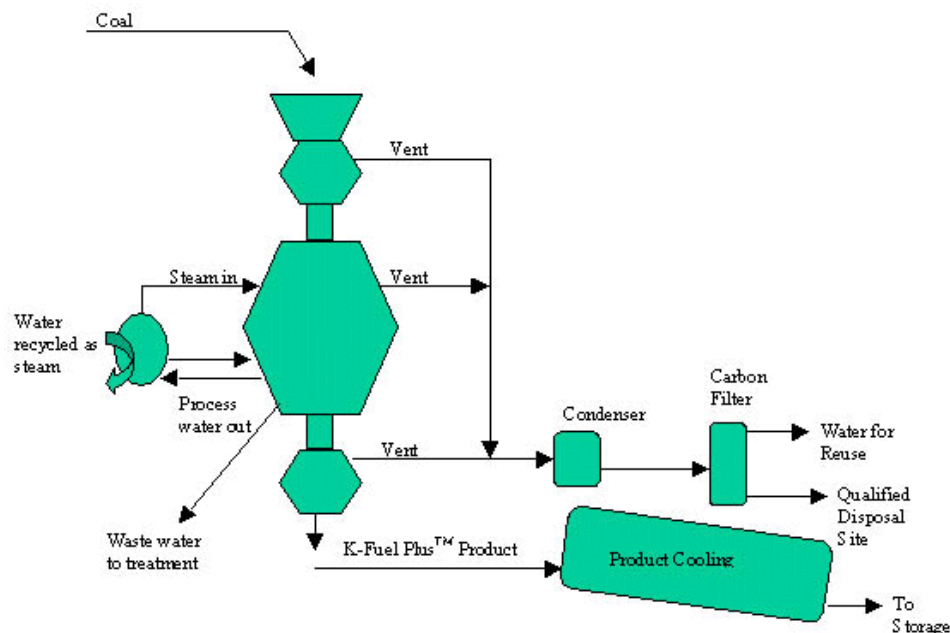 Coal
Vent
Steam in
Vent
Water
recycled as
steam
Process
water out
Vent
Condenser
Carbon
Filter
Water for
Reuse
Qualified
Disposal
Site
Waste water
to treatment
K-Fuel Plus™ Product
Product Cooling
To
Storage